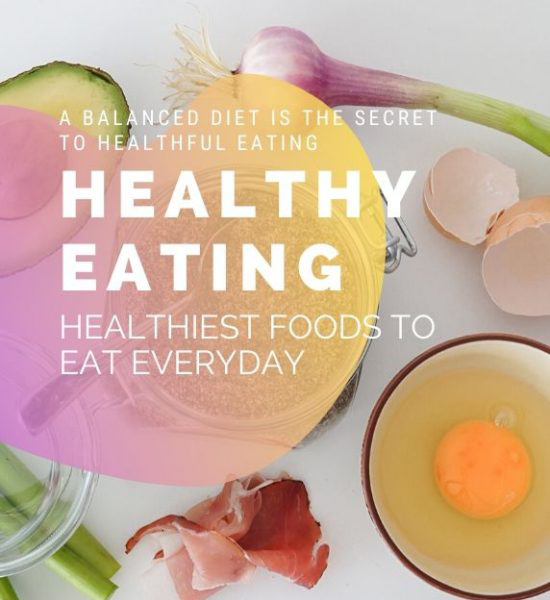 A BALANCED DIET IS THE SECRET
TO HEALTHFUL EATING
HEALTHY
EATING
HEALTHIEST FOODS TO
EAT EVERYDAY